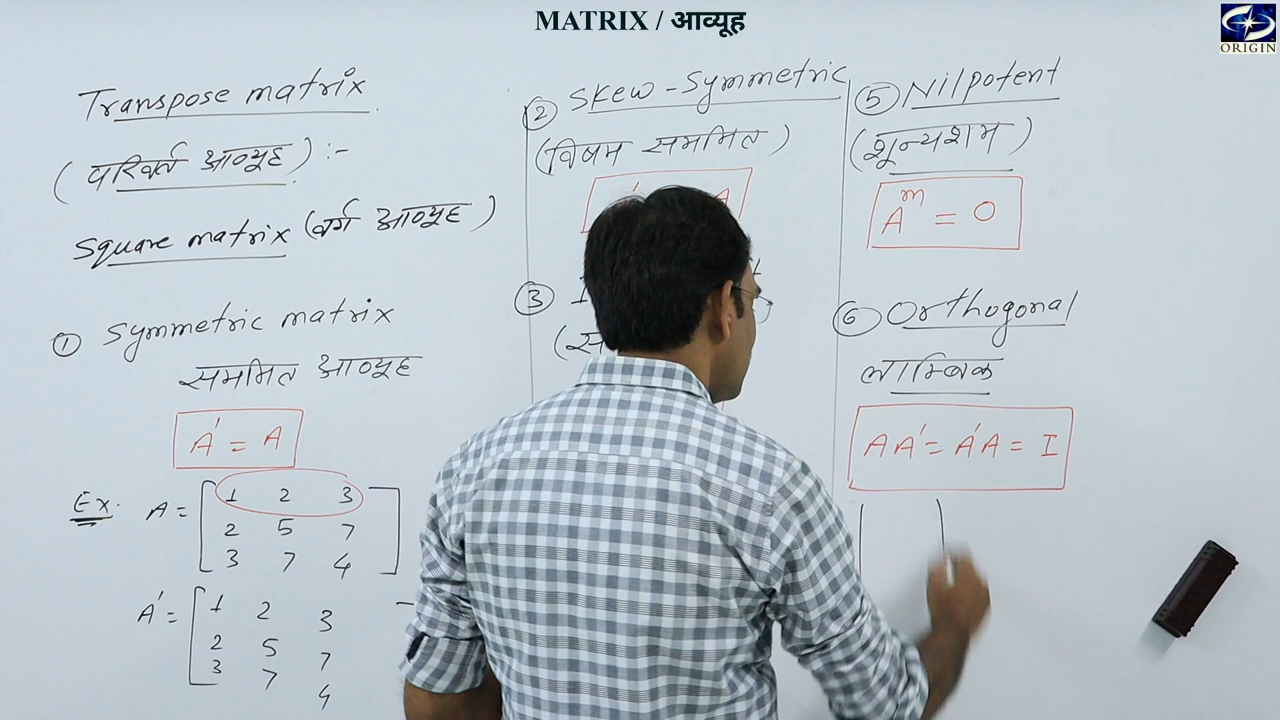 MATRIX / आव्यूह
ORIGIN
Transpose matrix
(परिवर्त आव्यूह) :-
Square matrix (वर्ग आव्यूह)
① Symmetric matrix
सममित आव्यूह
A' = A
Ex. A = [1 2 3
2 5 7
3 7 4]
A' = [1 2 3
2 5 7
3 7 4
② Skew-Symmetric
(विषम सममित)
A
③
(स
⑤ Nilpotent
(शून्यशम)
A^m = 0
⑥ Orthogonal
लाम्बिक
AA' = A'A = I